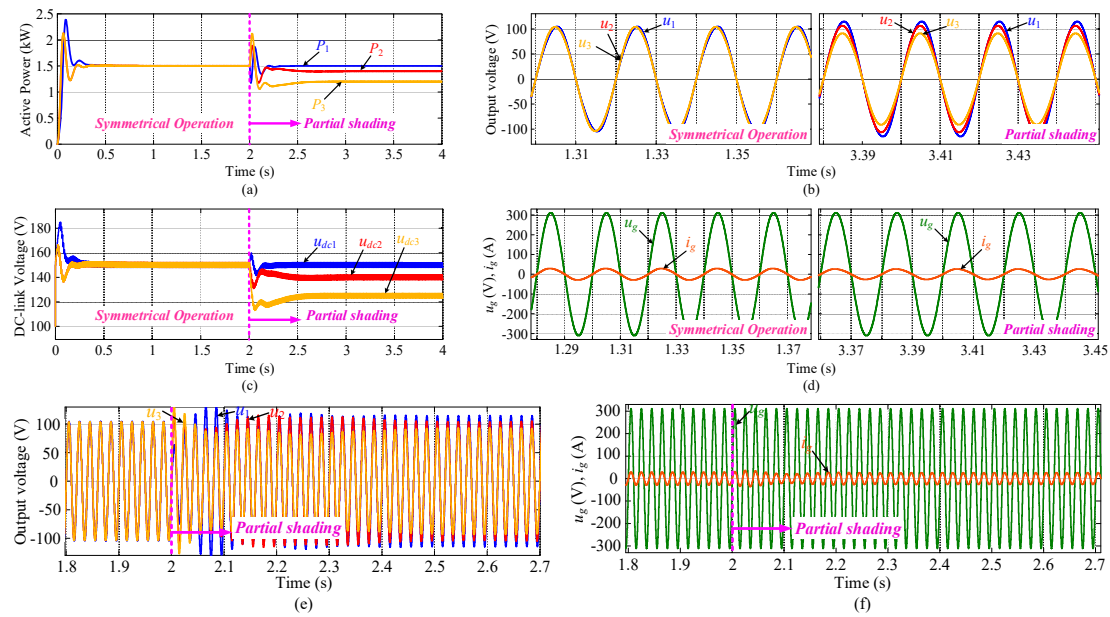 2.5
2
1.5
1
0.5
0
Active Power (kW)
P1
P2
P3
Symmetrical Operation
Partial shading
0 0.5 1 1.5 2 2.5 3 3.5 4
Time (s)
(a)
100
50
0
-50
-100
Output voltage (V)
u2
u1
u3
Symmetrical Operation
1.31 1.33 1.35
u2
u3
u1
Partial shading
3.39 3.41 3.43
Time (s)
(b)
180
160
140
120
100
DC-link Voltage (V)
udc1
udc2
udc3
Symmetrical Operation
Partial shading
0 0.5 1 1.5 2 2.5 3 3.5 4
Time (s)
(c)
300
200
100
0
-100
-200
-300
ug (V), ig (A)
ug
ig
Symmetrical Operation
1.29 1.31 1.33 1.35 1.37
ug
ig
Partial shading
3.37 3.39 3.41 3.43 3.45
Time (s)
(d)
100
50
0
-50
-100
Output voltage (V)
u3
u1
u2
Partial shading
1.8 1.9 2 2.1 2.2 2.3 2.4 2.5 2.6 2.7
Time (s)
(e)
300
200
100
0
-100
-200
-300
ug (V), ig (A)
ug
ig
Partial shading
1.8 1.9 2 2.1 2.2 2.3 2.4 2.5 2.6 2.7
Time (s)
(f)